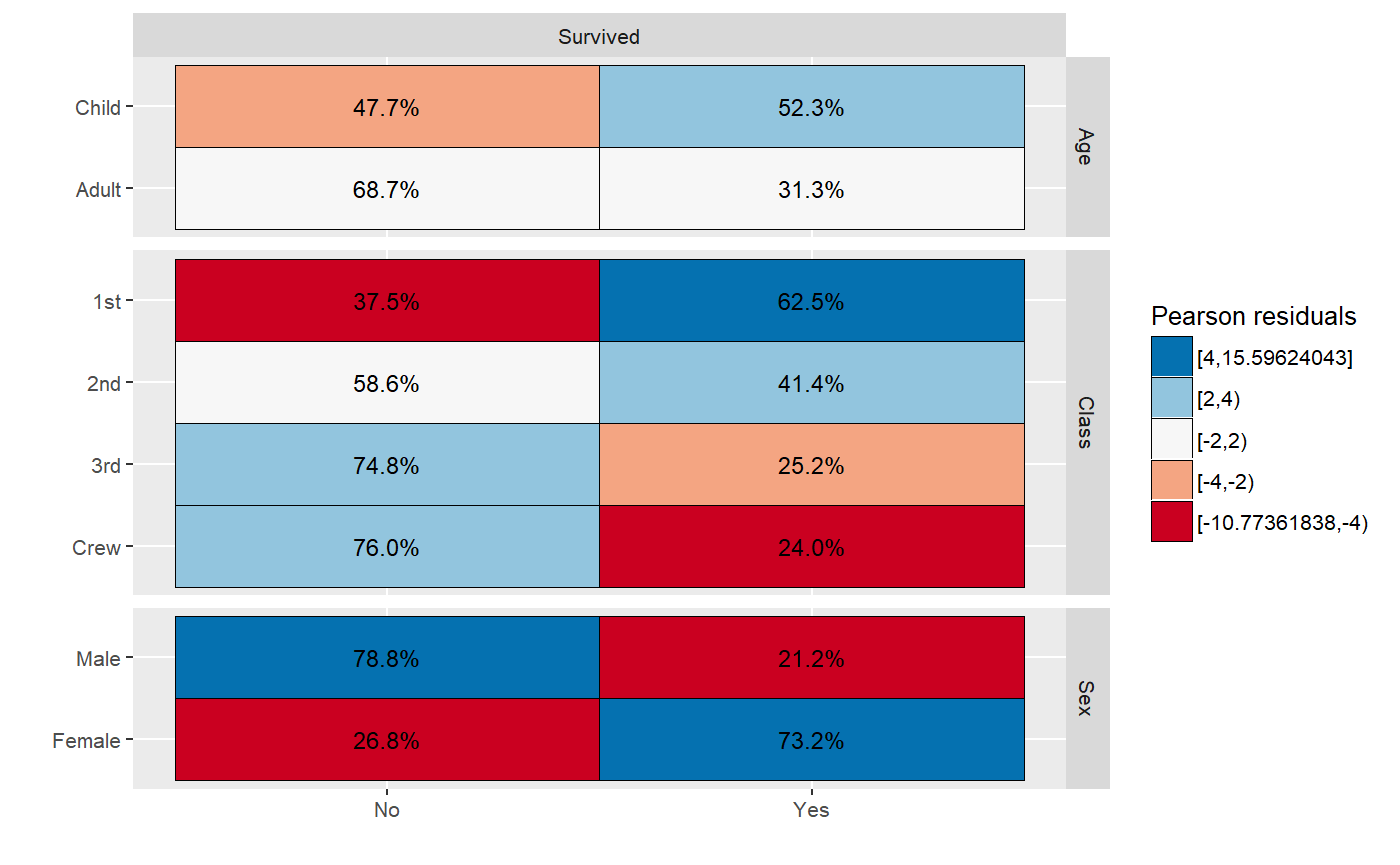 Survived
Child 47.7% 52.3%
Adult 68.7% 31.3%
Age
1st 37.5% 62.5%
2nd 58.6% 41.4%
3rd 74.8% 25.2%
Crew 76.0% 24.0%
Class
Male 78.8% 21.2%
Female 26.8% 73.2%
Sex
No Yes
Pearson residuals
[4,15.59624043]
[2,4)
[-2,2)
[-4,-2)
[-10.77361838,-4)